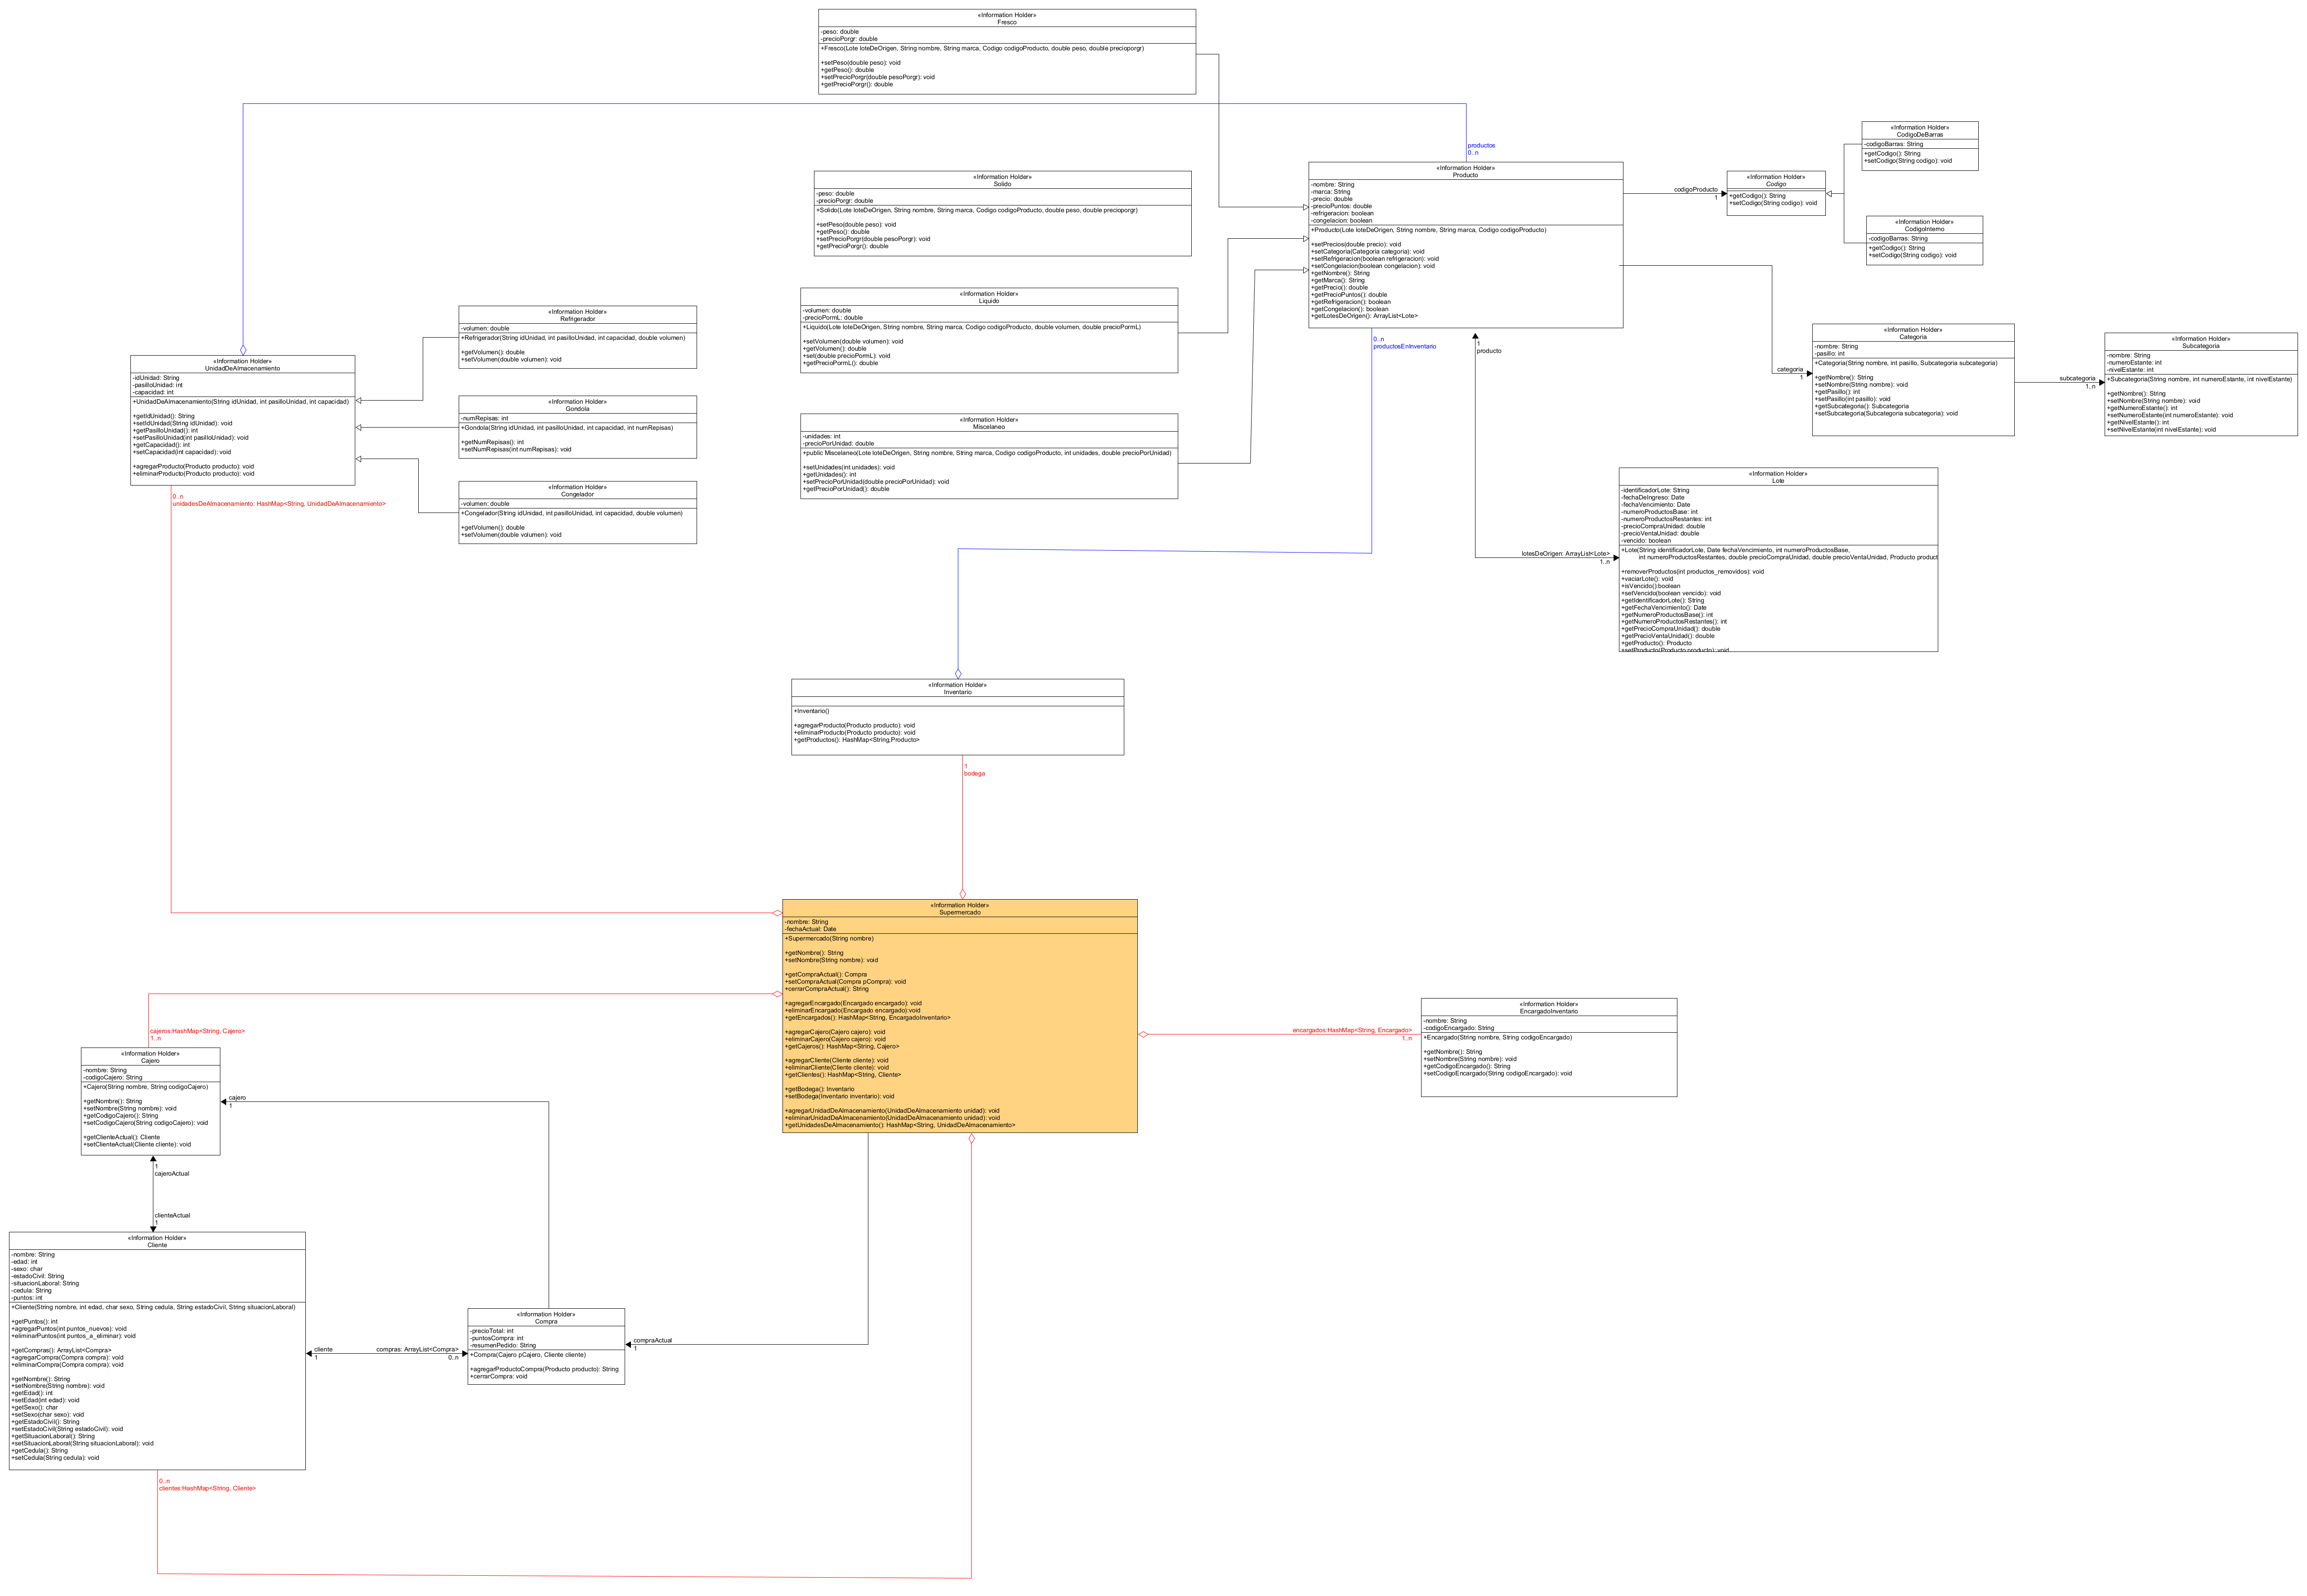 «Information Holder»
Fresco
-peso: double
-precioPorgr: double
+Fresco(Lote loteDeOrigen, String nombre, String marca, Codigo codigoProducto, double peso, double precioporgr)
+setPeso(double peso): void
+getPeso(): double
+setPrecioPorgr(double pesoPorgr): void
+getPrecioPorgr(): double
productos
0..n
«Information Holder»
Solido
-peso: double
-precioPorgr: double
+Solido(Lote loteDeOrigen, String nombre, String marca, Codigo codigoProducto, double peso, double precioporgr)
+setPeso(double peso): void
+getPeso(): double
+setPrecioPorgr(double pesoPorgr): void
+getPrecioPorgr(): double
«Information Holder»
Producto
-nombre: String
-marca: String
-precio: double
-precioPuntos: double
-refrigeracion: boolean
-congelacion: boolean
+Producto(Lote loteDeOrigen, String nombre, String marca, Codigo codigoProducto)
+setPrecios(double precio): void
+setCategoria(Categoria categoria): void
+setRefrigeracion(boolean refrigeracion): void
+setCongelacion(boolean congelacion): void
+getNombre(): String
+getMarca(): String
+getPrecio(): double
+getPrecioPuntos(): double
+getRefrigeracion(): boolean
+getCongelacion(): boolean
+getLotesDeOrigen(): ArrayList<Lote>
codigoProducto
1
«Information Holder»
Codigo
+getCodigo(): String
+setCodigo(String codigo): void
«Information Holder»
CodigoDeBarras
-codigoBarras: String
+getCodigo(): String
+setCodigo(String codigo): void
«Information Holder»
CodigoInterno
-codigoBarras: String
+getCodigo(): String
+setCodigo(String codigo): void
«Information Holder»
Liquido
-volumen: double
-precioPormL: double
+Liquido(Lote loteDeOrigen, String nombre, String marca, Codigo codigoProducto, double volumen, double precioPormL)
+setVolumen(double volumen): void
+getVolumen(): double
+set(double precioPormL): void
+getPrecioPormL(): double
«Information Holder»
Refrigerador
-volumen: double
+Refrigerador(String idUnidad, int pasilloUnidad, int capacidad, double volumen)
+getVolumen(): double
+setVolumen(double volumen): void
«Information Holder»
UnidadDeAlmacenamiento
-idUnidad: String
-pasilloUnidad: int
-capacidad: int
+UnidadDeAlmacenamiento(String idUnidad, int pasilloUnidad, int capacidad)
+getIdUnidad(): String
+setIdUnidad(String idUnidad): void
+getPasilloUnidad(): int
+setPasilloUnidad(int pasilloUnidad): void
+getCapacidad(): int
+setCapacidad(int capacidad): void
+agregarProducto(Producto producto): void
+eliminarProducto(Producto producto): void
«Information Holder»
Gondola
-numRepisas: int
+Gondola(String idUnidad, int pasilloUnidad, int capacidad, int numRepisas)
+getNumRepisas(): int
+setNumRepisas(int numRepisas): void
«Information Holder»
Congelador
-volumen: double
+Congelador(String idUnidad, int pasilloUnidad, int capacidad, double volumen)
+getVolumen(): double
+setVolumen(double volumen): void
0..n
unidadesDeAlmacenamiento: HashMap<String, UnidadDeAlmacenamiento>
«Information Holder»
Miscelaneo
-unidades: int
-precioPorUnidad: double
+public Miscelaneo(Lote loteDeOrigen, String nombre, String marca, Codigo codigoProducto, int unidades, double precioPorUnidad)
+setUnidades(int unidades): void
+getUnidades(): int
+setPrecioPorUnidad(double precioPorUnidad): void
+getPrecioPorUnidad(): double
0..n
productosEnInventario
1
producto
categoria
1
«Information Holder»
Categoria
-nombre: String
-pasillo: int
+Categoria(String nombre, int pasillo, Subcategoria subcategoria)
+getNombre(): String
+setNombre(String nombre): void
+getPasillo(): int
+setPasillo(int pasillo): void
+getSubcategoria(): Subcategoria
+setSubcategoria(Subcategoria subcategoria): void
subcategoria
1..n
«Information Holder»
Subcategoria
-nombre: String
-numeroEstante: int
-nivelEstante: int
+Subcategoria(String nombre, int numeroEstante, int nivelEstante)
+getNombre(): String
+setNombre(String nombre): void
+getNumeroEstante(): int
+setNumeroEstante(int numeroEstante): void
+getNivelEstante(): int
+setNivelEstante(int nivelEstante): void
lotesDeOrigen: ArrayList<Lote>
1..n
«Information Holder»
Lote
-identificadorLote: String
-fechaDeIngreso: Date
-fechaVencimiento: Date
-numeroProductosBase: int
-numeroProductosRestantes: int
-precioCompraUnidad: double
-precioVentaUnidad: double
-vencido: boolean
+Lote(String identificadorLote, Date fechaVencimiento, int numeroProductosBase,
int numeroProductosRestantes, double precioCompraUnidad, double precioVentaUnidad, Producto product
+removerProductos(int productos_removidos): void
+vaciarLote(): void
+isVencido():boolean
+setVencido(boolean vencido): void
+getIdentificadorLote(): String
+getFechaVencimiento(): Date
+getNumeroProductosBase(): int
+getNumeroProductosRestantes(): int
+getPrecioCompraUnidad(): double
+getPrecioVentaUnidad(): double
+getProducto(): Producto
+setProducto(Producto producto): void
«Information Holder»
Inventario
+Inventario()
+agregarProducto(Producto producto): void
+eliminarProducto(Producto producto): void
+getProductos(): HashMap<String,Producto>
1
bodega
«Information Holder»
Supermercado
-nombre: String
-fechaActual: Date
+Supermercado(String nombre)
+getNombre(): String
+setNombre(String nombre): void
+getCompraActual(): Compra
+setCompraActual(Compra pCompra): void
+cerrarCompraActual(): String
+agregarEncargado(Encargado encargado): void
+eliminarEncargado(Encargado encargado):void
+getEncargados(): HashMap<String, EncargadoInventario>
+agregarCajero(Cajero cajero): void
+eliminarCajero(Cajero cajero): void
+getCajeros(): HashMap<String, Cajero>
+agregarCliente(Cliente cliente): void
+eliminarCliente(Cliente cliente): void
+getClientes(): HashMap<String, Cliente>
+getBodega(): Inventario
+setBodega(Inventario inventario): void
+agregarUnidadDeAlmacenamiento(UnidadDeAlmacenamiento unidad): void
+eliminarUnidadDeAlmacenamiento(UnidadDeAlmacenamiento unidad): void
+getUnidadesDeAlmacenamiento(): HashMap<String, UnidadDeAlmacenamiento>
encargados:HashMap<String, Encargado>
1..n
«Information Holder»
EncargadoInventario
-nombre: String
-codigoEncargado: String
+Encargado(String nombre, String codigoEncargado)
+getNombre(): String
+setNombre(String nombre): void
+getCodigoEncargado(): String
+setCodigoEncargado(String codigoEncargado): void
cajeros:HashMap<String, Cajero>
1..n
«Information Holder»
Cajero
-nombre: String
-codigoCajero: String
+Cajero(String nombre, String codigoCajero)
+getNombre(): String
+setNombre(String nombre): void
+getCodigoCajero(): String
+setCodigoCajero(String codigoCajero): void
+getClienteActual(): Cliente
+setClienteActual(Cliente cliente): void
cajero
1
1
cajeroActual
clienteActual
1
«Information Holder»
Cliente
-nombre: String
-edad: int
-sexo: char
-estadoCivil: String
-situacionLaboral: String
-cedula: String
-puntos: int
+Cliente(String nombre, int edad, char sexo, String cedula, String estadoCivil, String situacionLaboral)
+getPuntos(): int
+agregarPuntos(int puntos_nuevos): void
+eliminarPuntos(int puntos_a_eliminar): void
+getCompras(): ArrayList<Compra>
+agregarCompra(Compra compra): void
+eliminarCompra(Compra compra): void
+getNombre(): String
+setNombre(String nombre): void
+getEdad(): int
+setEdad(int edad): void
+getSexo(): char
+setSexo(char sexo): void
+getEstadoCivil(): String
+setEstadoCivil(String estadoCivil): void
+getSituacionLaboral(): String
+setSituacionLaboral(String situacionLaboral): void
+getCedula(): String
+setCedula(String cedula): void
cliente
1
compras: ArrayList<Compra>
0..n
«Information Holder»
Compra
-precioTotal: int
-puntosCompra: int
-resumenPedido: String
+Compra(Cajero pCajero, Cliente cliente)
+agregarProductoCompra(Producto producto): String
+cerrarCompra: void
compraActual
1
0..n
clientes:HashMap<String, Cliente>